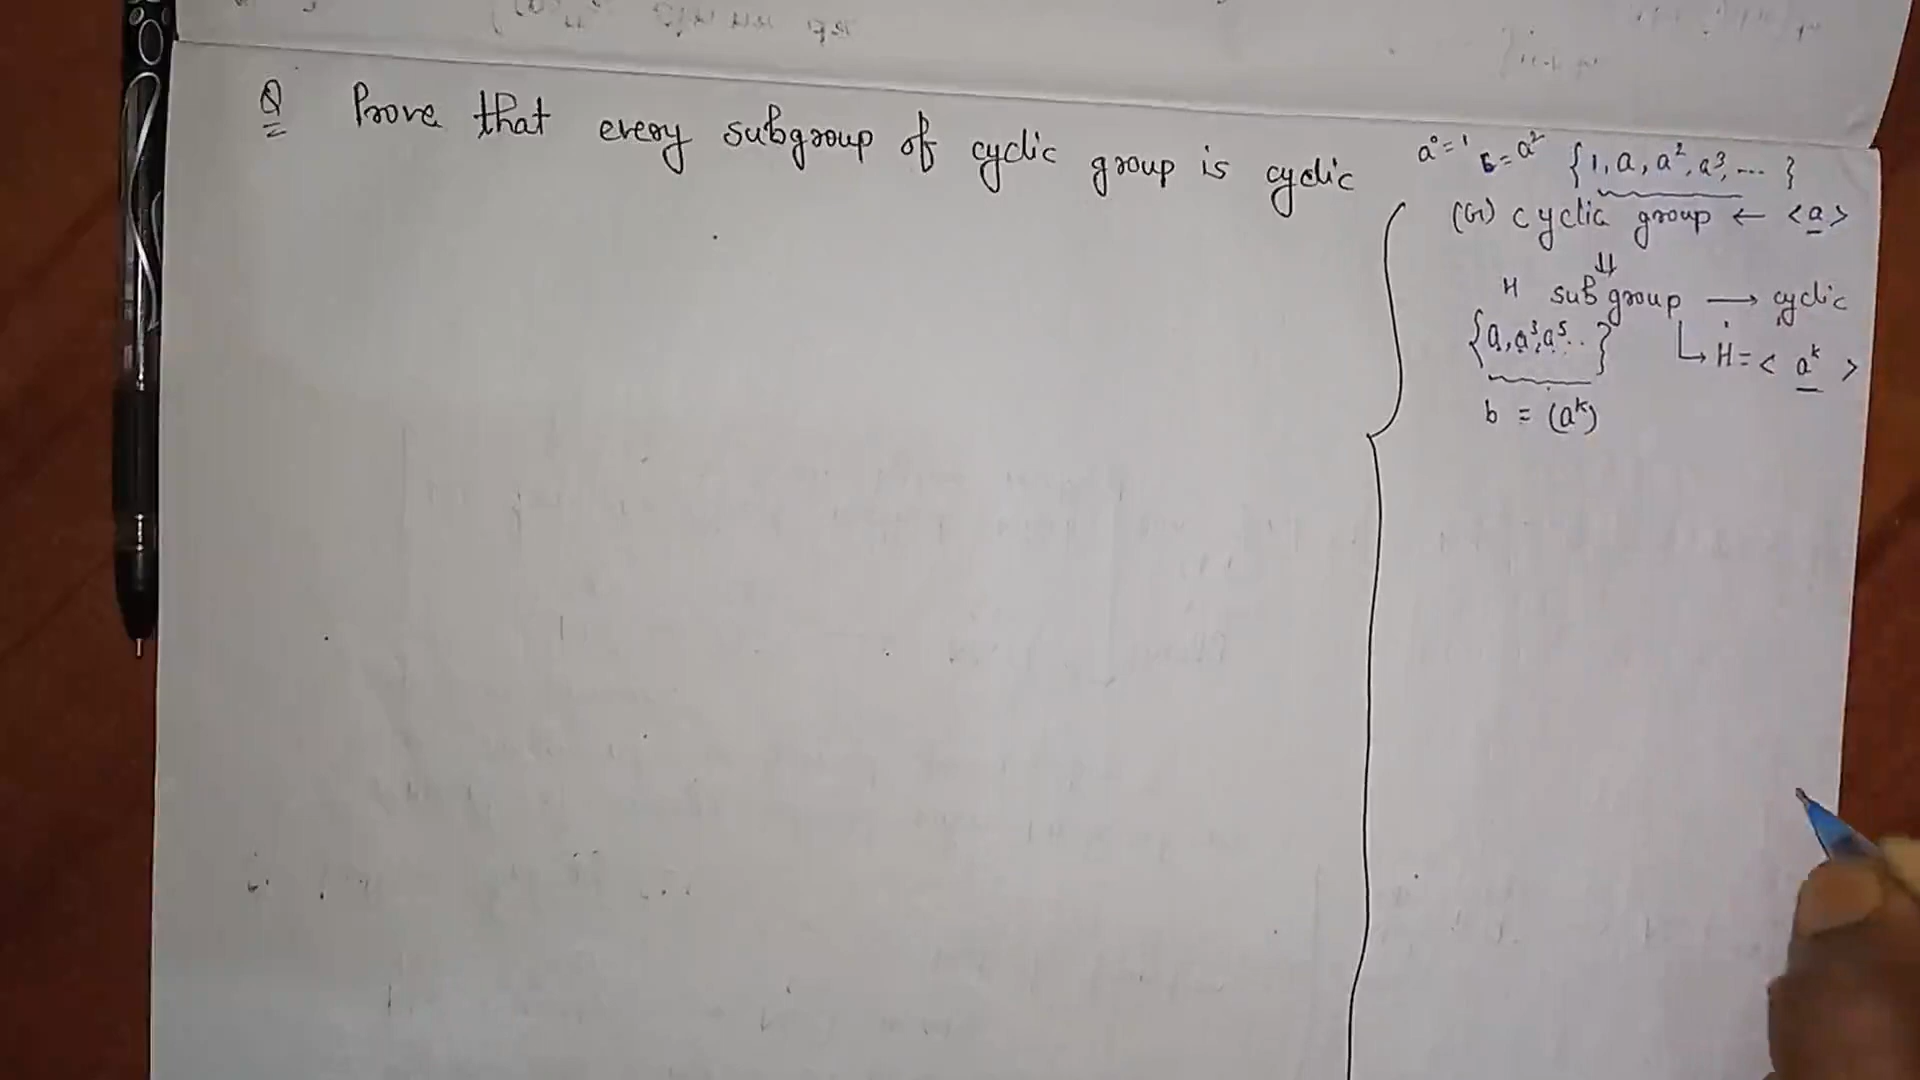 Q Prove that every subgroup of cyclic group is cyclic
a⁰=1 b=a² {1, a, a², a³, ... }
(G) cyclic group ← <a>
⇓
H subgroup → cyclic
{a, a³, a⁵.. } ↳ H = < aᵏ >
b = (aᵏ)